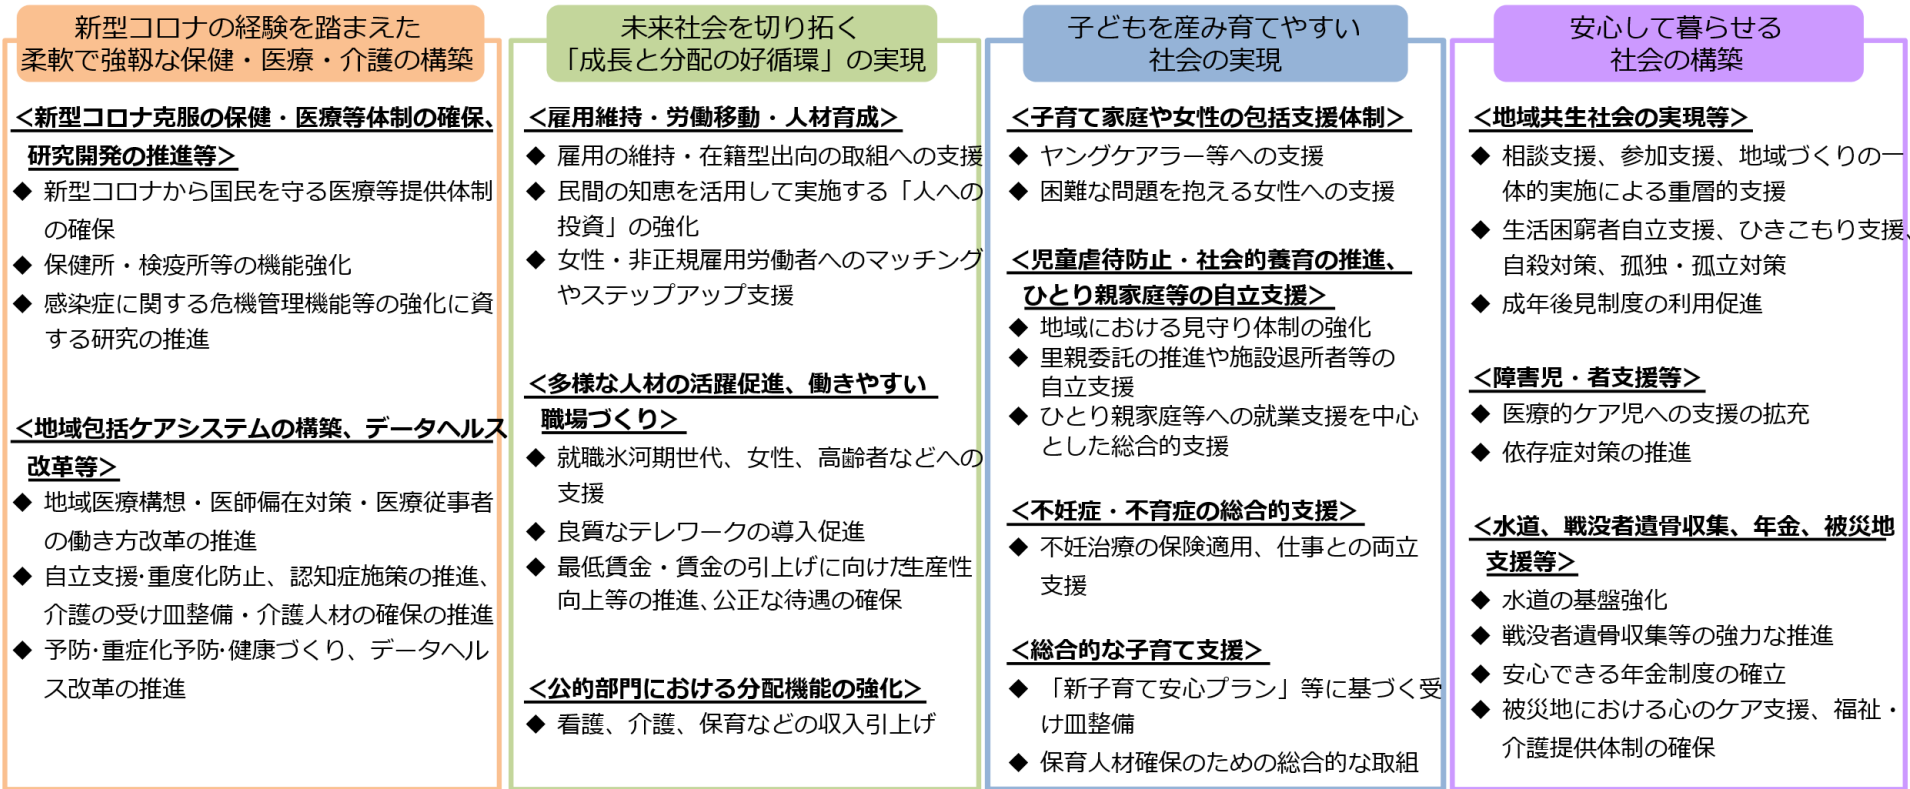 新型コロナの経験を踏まえた
柔軟で強靱な保健・医療・介護の構築
<新型コロナ克服の保健・医療等体制の確保、
研究開発の推進等>
◆ 新型コロナから国民を守る医療等提供体制
の確保
◆ 保健所・検疫所等の機能強化
◆ 感染症に関する危機管理機能等の強化に資
する研究の推進
<地域包括ケアシステムの構築、データヘルス
改革等>
◆ 地域医療構想・医師偏在対策・医療従事者
の働き方改革の推進
◆ 自立支援・重度化防止、認知症施策の推進、
介護の受け皿整備・介護人材の確保の推進
◆ 予防・重症化予防・健康づくり、データヘル
ス改革の推進
未来社会を切り拓く
「成長と分配の好循環」の実現
<雇用維持・労働移動・人材育成>
◆ 雇用の維持・在籍型出向の取組への支援
◆ 民間の知恵を活用して実施する「人への
投資」の強化
◆ 女性・非正規雇用労働者へのマッチング
やステップアップ支援
<多様な人材の活躍促進、働きやすい
職場づくり>
◆ 就職氷河期世代、女性、高齢者などへの
支援
◆ 良質なテレワークの導入促進
◆ 最低賃金・賃金の引上げに向けた生産性
向上等の推進、公正な待遇の確保
<公的部門における分配機能の強化>
◆ 看護、介護、保育などの収入引上げ
子どもを産み育てやすい
社会の実現
<子育て家庭や女性の包括支援体制>
◆ ヤングケアラー等への支援
◆ 困難な問題を抱える女性への支援
<児童虐待防止・社会的養育の推進、
ひとり親家庭等の自立支援>
◆ 地域における見守り体制の強化
◆ 里親委託の推進や施設退所者等の
自立支援
◆ ひとり親家庭等への就業支援を中心
とした総合的支援
<不妊症・不育症の総合的支援>
◆ 不妊治療の保険適用、仕事との両立
支援
<総合的な子育て支援>
◆ 「新子育て安心プラン」等に基づく受
け皿整備
◆ 保育人材確保のための総合的な取組
安心して暮らせる
社会の構築
<地域共生社会の実現等>
◆ 相談支援、参加支援、地域づくりの一
体的実施による重層的支援
◆ 生活困窮者自立支援、ひきこもり支援、
自殺対策、孤独・孤立対策
◆ 成年後見制度の利用促進
<障害児・者支援等>
◆ 医療的ケア児への支援の拡充
◆ 依存症対策の推進
<水道、戦没者遺骨収集、年金、被災地
支援等>
◆ 水道の基盤強化
◆ 戦没者遺骨収集等の強力な推進
◆ 安心できる年金制度の確立
◆ 被災地における心のケア支援、福祉・
介護提供体制の確保